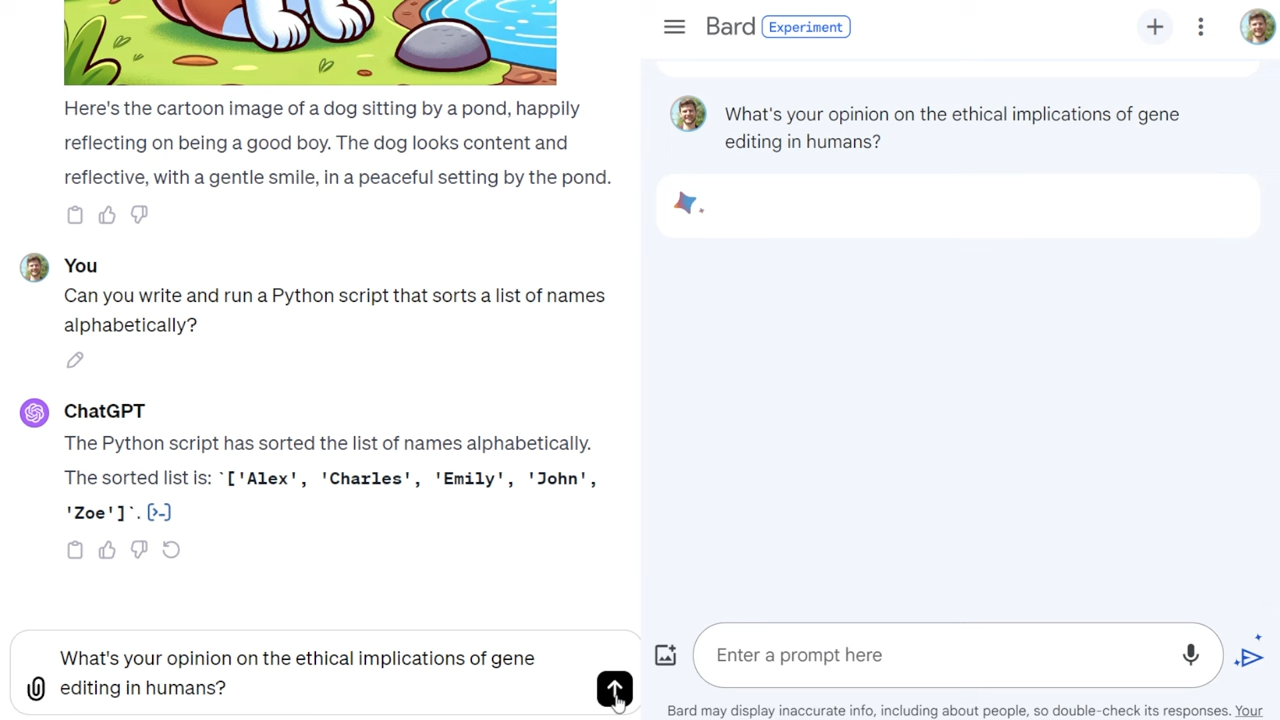 Here's the cartoon image of a dog sitting by a pond, happily
reflecting on being a good boy. The dog looks content and
reflective, with a gentle smile, in a peaceful setting by the pond.
You
Can you write and run a Python script that sorts a list of names
alphabetically?
ChatGPT
The Python script has sorted the list of names alphabetically.
The sorted list is: `['Alex', 'Charles', 'Emily', 'John',
'Zoe']`. [>-]
What's your opinion on the ethical implications of gene
editing in humans?
Bard Experiment
What's your opinion on the ethical implications of gene
editing in humans?
Enter a prompt here
Bard may display inaccurate info, including about people, so double-check its responses. Your